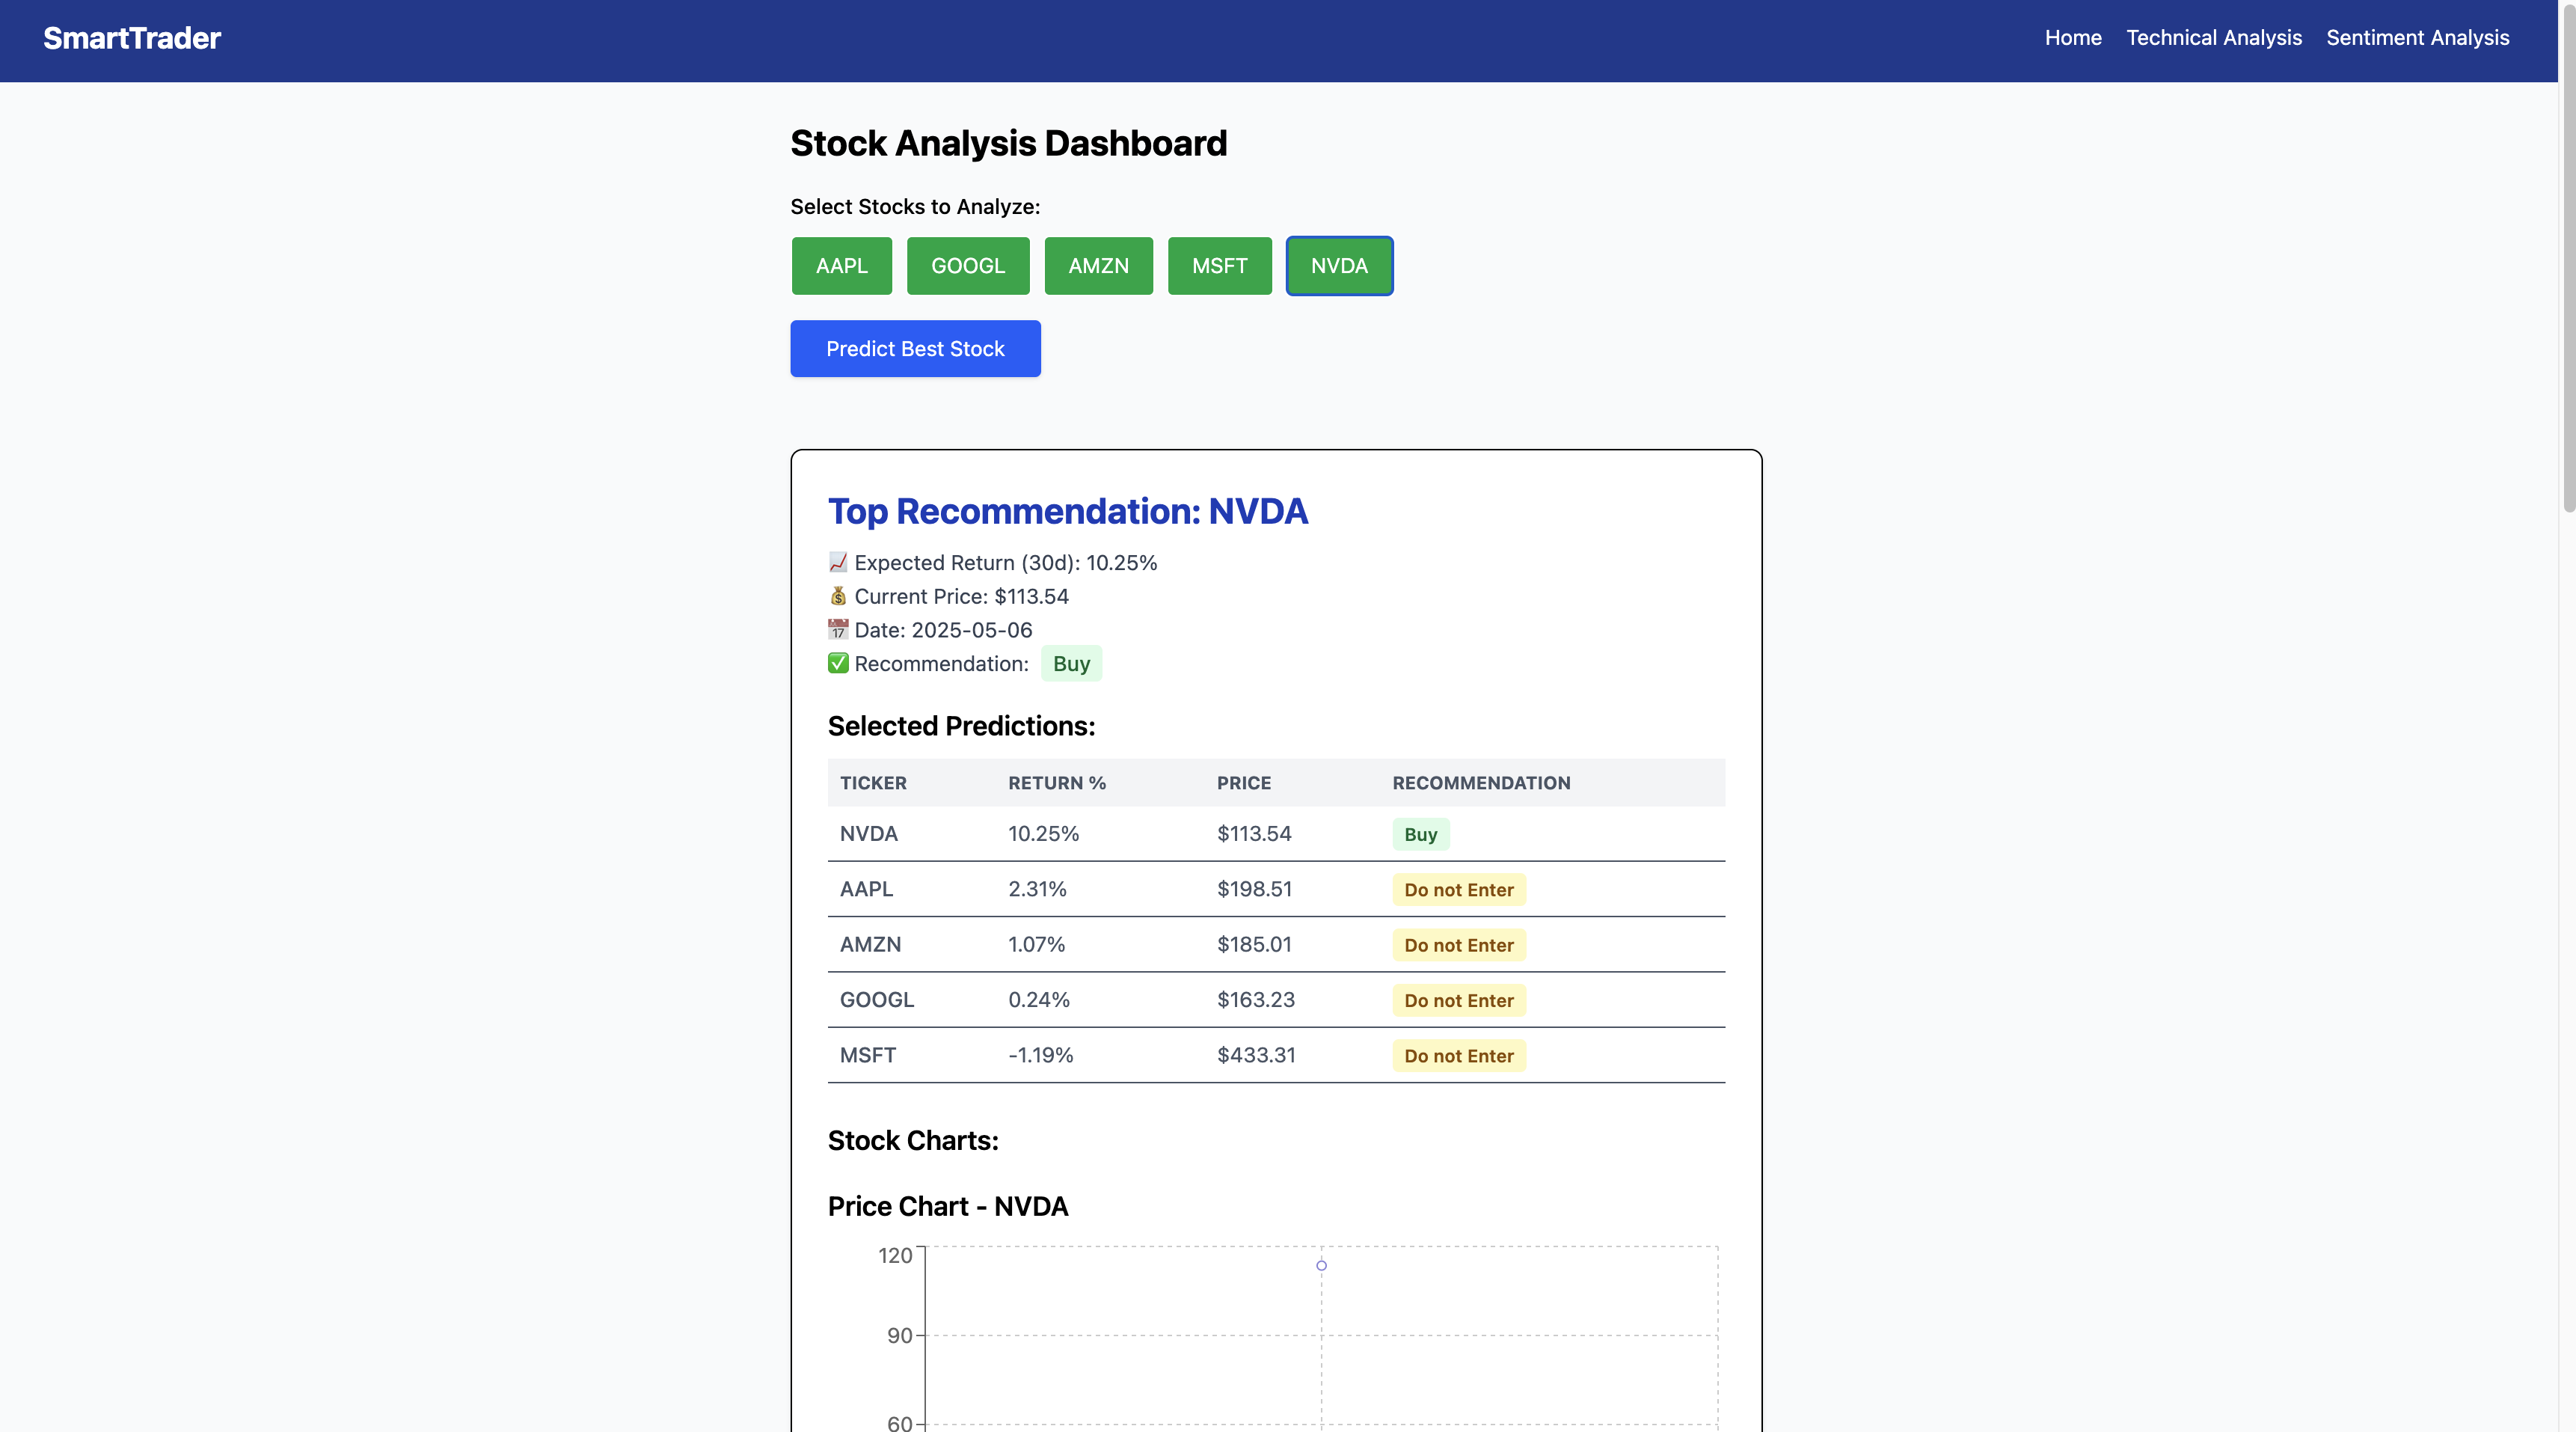 SmartTrader
Home Technical Analysis Sentiment Analysis
Stock Analysis Dashboard
Select Stocks to Analyze:
AAPL GOOGL AMZN MSFT NVDA
Predict Best Stock
Top Recommendation: NVDA
📈 Expected Return (30d): 10.25%
💰 Current Price: $113.54
📅 Date: 2025-05-06
✅ Recommendation: Buy
Selected Predictions:
TICKER RETURN % PRICE RECOMMENDATION
NVDA 10.25% $113.54 Buy
AAPL 2.31% $198.51 Do not Enter
AMZN 1.07% $185.01 Do not Enter
GOOGL 0.24% $163.23 Do not Enter
MSFT -1.19% $433.31 Do not Enter
Stock Charts:
Price Chart - NVDA
120
90
60